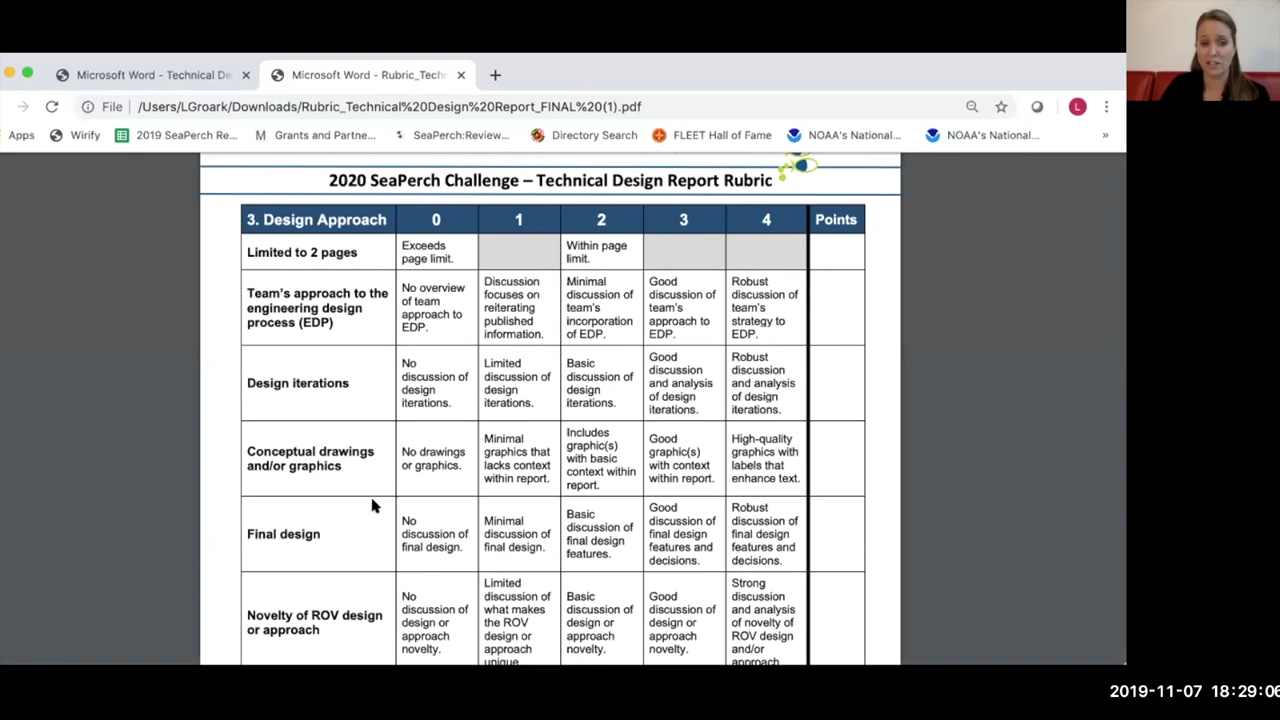 Microsoft Word - Technical De
Microsoft Word - Rubric_Techn
File /Users/LGroark/Downloads/Rubric_Technical%20Design%20Report_FINAL%20(1).pdf
L
Apps Wirify 2019 SeaPerch Re... Grants and Partne... SeaPerch:Review... Directory Search FLEET Hall of Fame NOAA's National... NOAA's National... »
2020 SeaPerch Challenge – Technical Design Report Rubric
3. Design Approach 0 1 2 3 4 Points
Limited to 2 pages
Exceeds
page limit.
Within page
limit.
Team's approach to the
engineering design
process (EDP)
No overview
of team
approach to
EDP.
Discussion
focuses on
reiterating
published
information.
Minimal
discussion of
team's
incorporation
of EDP.
Good
discussion of
team's
approach to
EDP.
Robust
discussion of
team's
strategy to
EDP.
Design iterations
No
discussion of
design
iterations.
Limited
discussion of
design
iterations.
Basic
discussion of
design
iterations.
Good
discussion
and analysis
of design
iterations.
Robust
discussion
and analysis
of design
iterations.
Conceptual drawings
and/or graphics
No drawings
or graphics.
Minimal
graphics that
lacks context
within report.
Includes
graphic(s)
with basic
context within
report.
Good
graphic(s)
with context
within report.
High-quality
graphics with
labels that
enhance text.
Final design
No
discussion of
final design.
Minimal
discussion of
final design.
Basic
discussion of
final design
features.
Good
discussion of
final design
features and
decisions.
Robust
discussion of
final design
features and
decisions.
Novelty of ROV design
or approach
No
discussion of
design or
approach
novelty.
Limited
discussion of
what makes
the ROV
design or
approach
unique
Basic
discussion of
design or
approach
novelty.
Good
discussion of
design or
approach
novelty.
Strong
discussion
and analysis
of novelty of
ROV design
and/or
approach
2019-11-07 18:29:06